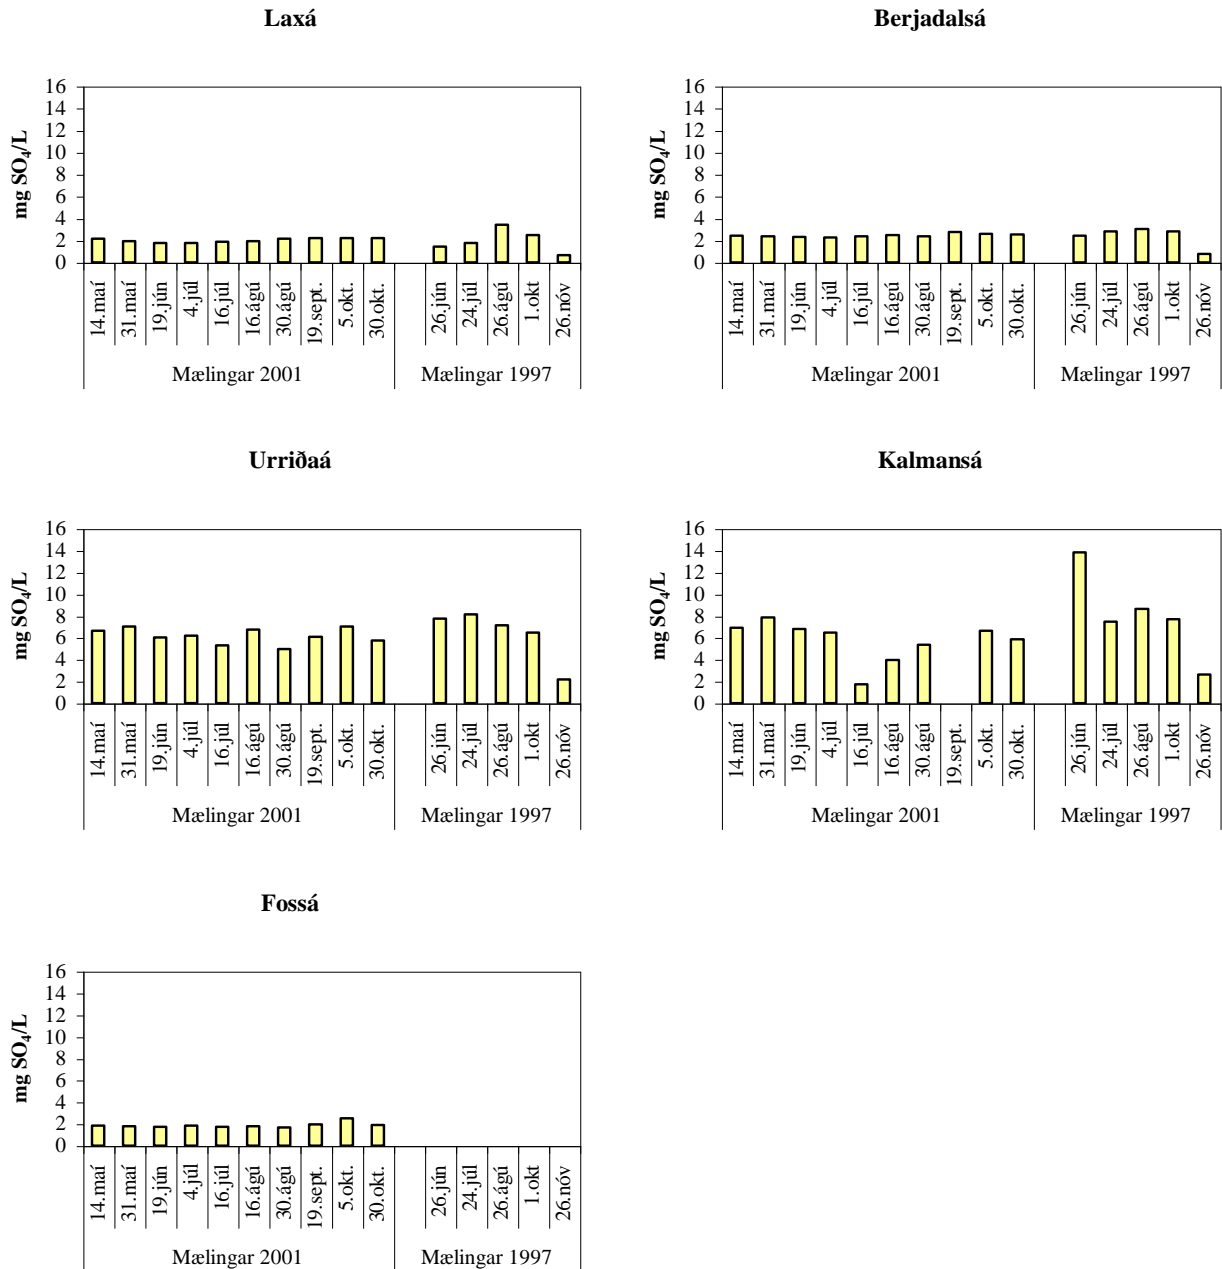 Laxá
mg SO₄/L
16
14
12
10
8
6
4
2
0
14.maí
31.maí
19.jún
4.júl
16.júl
16.ágú
30.ágú
19.sept.
5.okt.
30.okt.
26.jún
24.júl
26.ágú
1.okt
26.nóv
Mælingar 2001
Mælingar 1997
Berjadalsá
mg SO₄/L
16
14
12
10
8
6
4
2
0
14.maí
31.maí
19.jún
4.júl
16.júl
16.ágú
30.ágú
19.sept.
5.okt.
30.okt.
26.jún
24.júl
26.ágú
1.okt
26.nóv
Mælingar 2001
Mælingar 1997
Urriðaá
mg SO₄/L
16
14
12
10
8
6
4
2
0
14.maí
31.maí
19.jún
4.júl
16.júl
16.ágú
30.ágú
19.sept.
5.okt.
30.okt.
26.jún
24.júl
26.ágú
1.okt
26.nóv
Mælingar 2001
Mælingar 1997
Kalmansá
mg SO₄/L
16
14
12
10
8
6
4
2
0
14.maí
31.maí
19.jún
4.júl
16.júl
16.ágú
30.ágú
19.sept.
5.okt.
30.okt.
26.jún
24.júl
26.ágú
1.okt
26.nóv
Mælingar 2001
Mælingar 1997
Fossá
mg SO₄/L
16
14
12
10
8
6
4
2
0
14.maí
31.maí
19.jún
4.júl
16.júl
16.ágú
30.ágú
19.sept.
5.okt.
30.okt.
26.jún
24.júl
26.ágú
1.okt
26.nóv
Mælingar 2001
Mælingar 1997